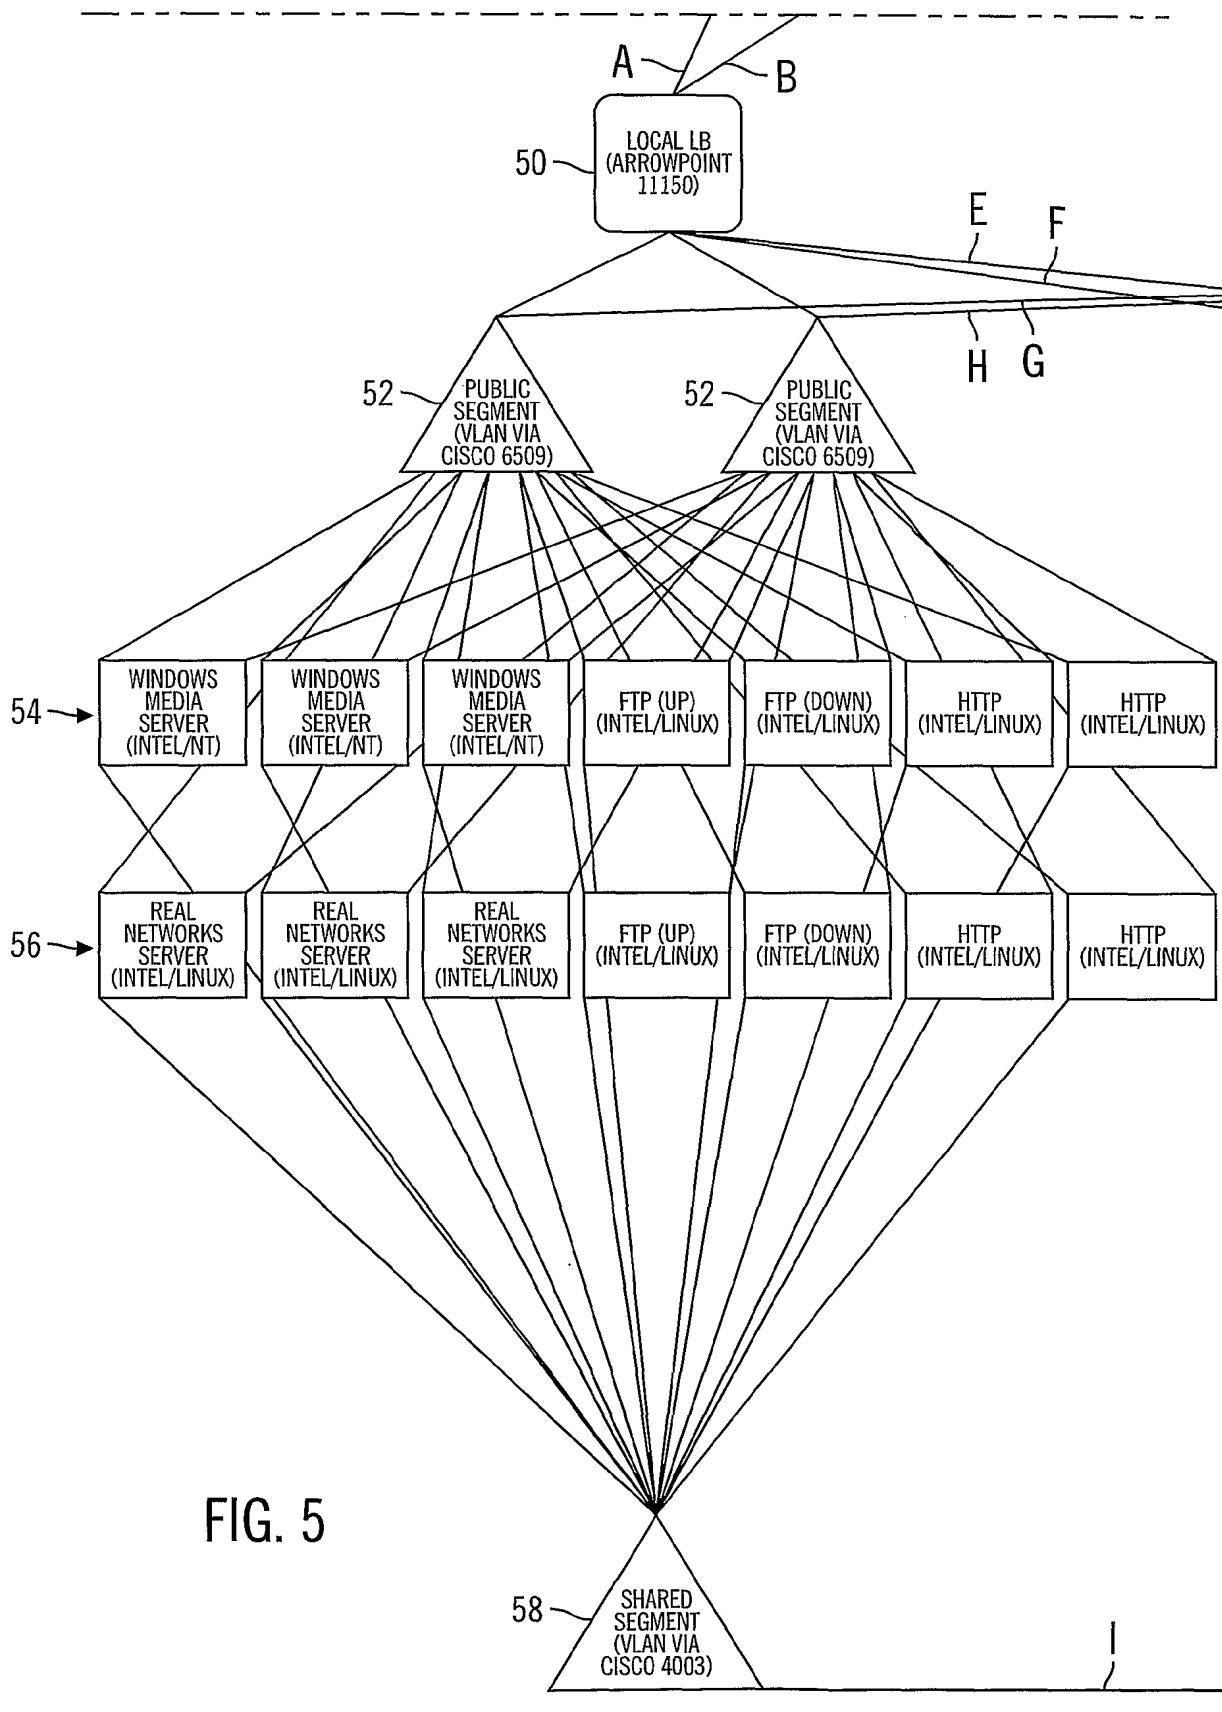 A
B
50
LOCAL LB
(ARROWPOINT
11150)
E
F
G
H
52
PUBLIC
SEGMENT
(VLAN VIA
CISCO 6509)
52
PUBLIC
SEGMENT
(VLAN VIA
CISCO 6509)
54
WINDOWS
MEDIA
SERVER
(INTEL/NT)
WINDOWS
MEDIA
SERVER
(INTEL/NT)
WINDOWS
MEDIA
SERVER
(INTEL/NT)
FTP (UP)
(INTEL/LINUX)
FTP (DOWN)
(INTEL/LINUX)
HTTP
(INTEL/LINUX)
HTTP
(INTEL/LINUX)
56
REAL
NETWORKS
SERVER
(INTEL/LINUX)
REAL
NETWORKS
SERVER
(INTEL/LINUX)
REAL
NETWORKS
SERVER
(INTEL/LINUX)
FTP (UP)
(INTEL/LINUX)
FTP (DOWN)
(INTEL/LINUX)
HTTP
(INTEL/LINUX)
HTTP
(INTEL/LINUX)
FIG. 5
58
SHARED
SEGMENT
(VLAN VIA
CISCO 4003)
I